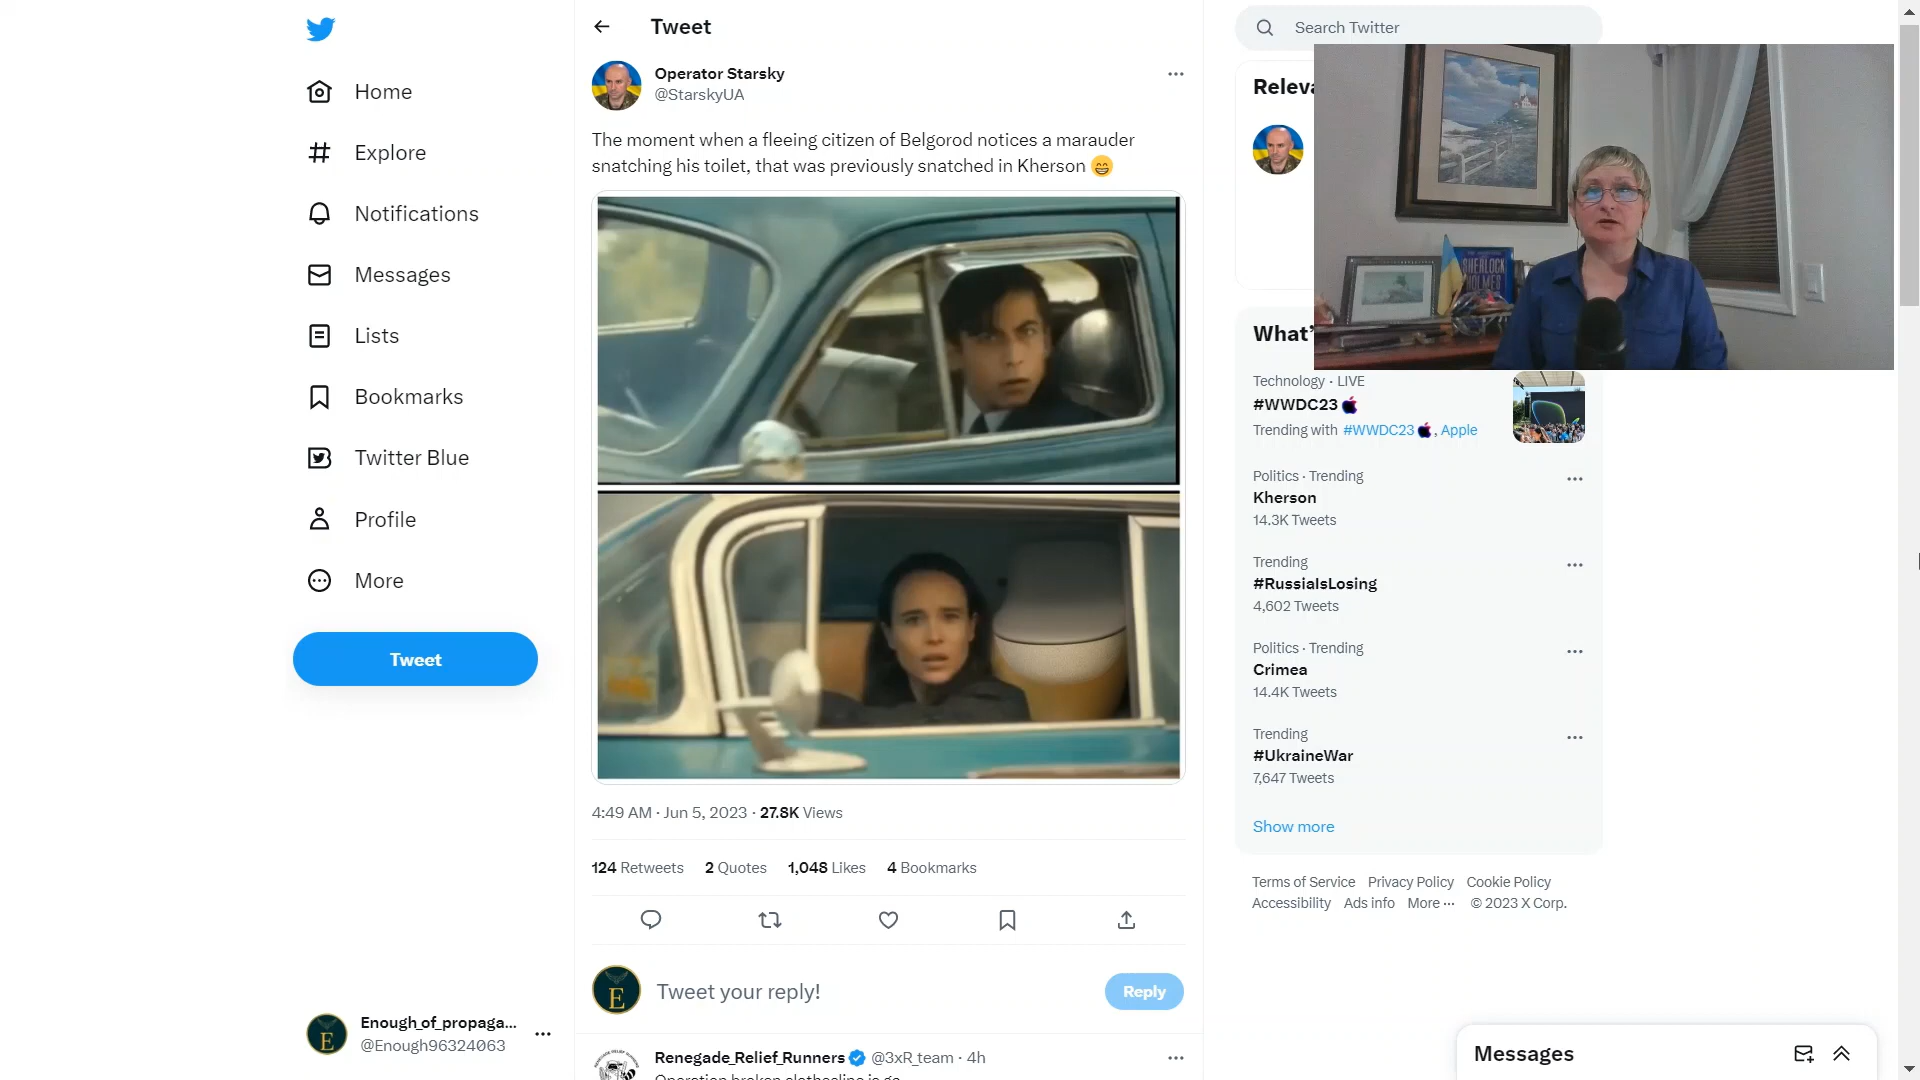 Home
Explore
Notifications
Messages
Lists
Bookmarks
Twitter Blue
Profile
More
Tweet
Enough_of_propaga...
@Enough96324063
Tweet
Operator Starsky
@StarskyUA
The moment when a fleeing citizen of Belgorod notices a marauder
snatching his toilet, that was previously snatched in Kherson 😁
4:49 AM · Jun 5, 2023 · 27.8K Views
124 Retweets 2 Quotes 1,048 Likes 4 Bookmarks
E
Tweet your reply!
Reply
Renegade_Relief_Runners @3xR_team · 4h
Search Twitter
Releva
SHERLOCK
HOLMES
What'
Technology · LIVE
#WWDC23
Trending with #WWDC23 , Apple
Politics · Trending
Kherson
14.3K Tweets
Trending
#RussiaIsLosing
4,602 Tweets
Politics · Trending
Crimea
14.4K Tweets
Trending
#UkraineWar
7,647 Tweets
Show more
Terms of Service Privacy Policy Cookie Policy
Accessibility Ads info More ··· © 2023 X Corp.
Messages
E